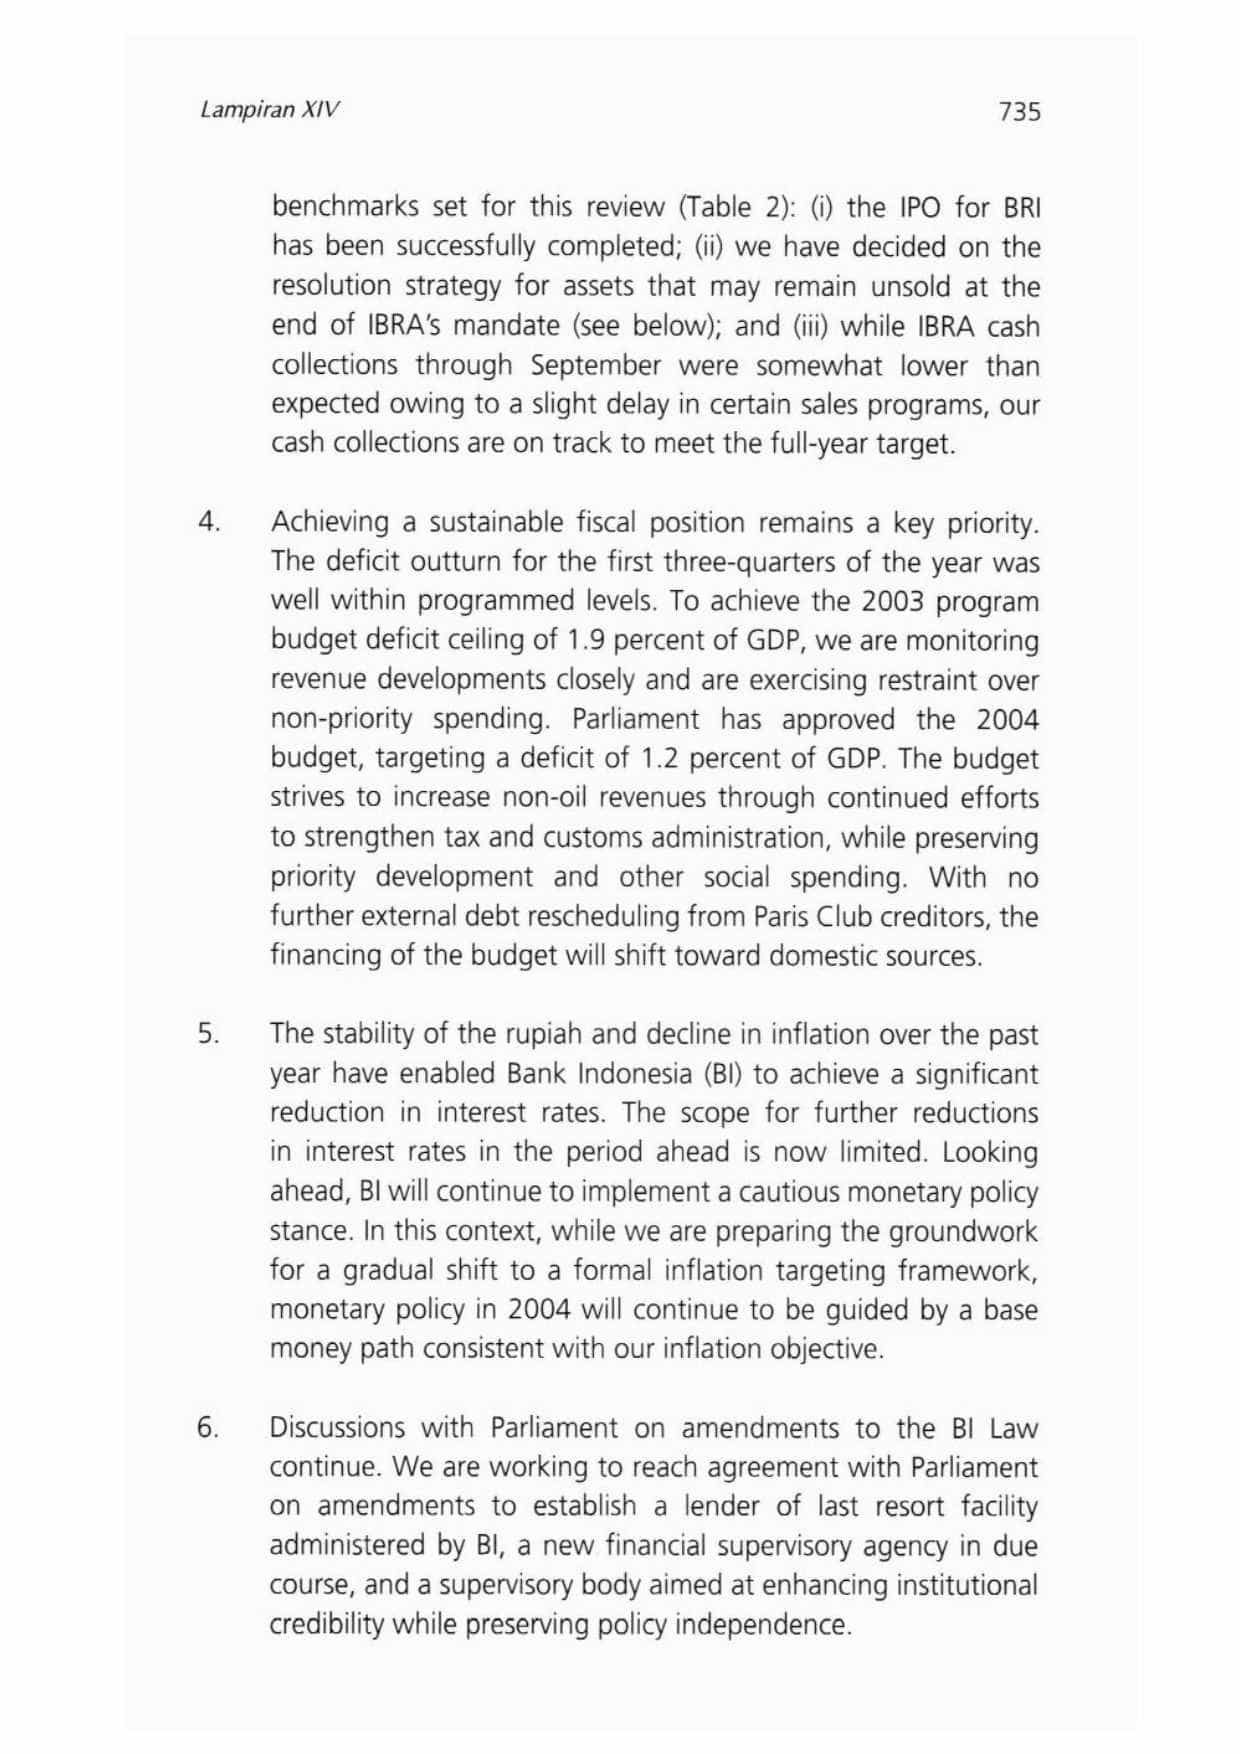 Lampiran XIV 735
benchmarks set for this review (Table 2): (i) the IPO for BRI
has been successfully completed; (ii) we have decided on the
resolution strategy for assets that may remain unsold at the
end of IBRA's mandate (see below); and (iii) while IBRA cash
collections through September were somewhat lower than
expected owing to a slight delay in certain sales programs, our
cash collections are on track to meet the full-year target.
4. Achieving a sustainable fiscal position remains a key priority.
The deficit outturn for the first three-quarters of the year was
well within programmed levels. To achieve the 2003 program
budget deficit ceiling of 1.9 percent of GDP, we are monitoring
revenue developments closely and are exercising restraint over
non-priority spending. Parliament has approved the 2004
budget, targeting a deficit of 1.2 percent of GDP. The budget
strives to increase non-oil revenues through continued efforts
to strengthen tax and customs administration, while preserving
priority development and other social spending. With no
further external debt rescheduling from Paris Club creditors, the
financing of the budget will shift toward domestic sources.
5. The stability of the rupiah and decline in inflation over the past
year have enabled Bank Indonesia (BI) to achieve a significant
reduction in interest rates. The scope for further reductions
in interest rates in the period ahead is now limited. Looking
ahead, BI will continue to implement a cautious monetary policy
stance. In this context, while we are preparing the groundwork
for a gradual shift to a formal inflation targeting framework,
monetary policy in 2004 will continue to be guided by a base
money path consistent with our inflation objective.
6. Discussions with Parliament on amendments to the BI Law
continue. We are working to reach agreement with Parliament
on amendments to establish a lender of last resort facility
administered by BI, a new financial supervisory agency in due
course, and a supervisory body aimed at enhancing institutional
credibility while preserving policy independence.